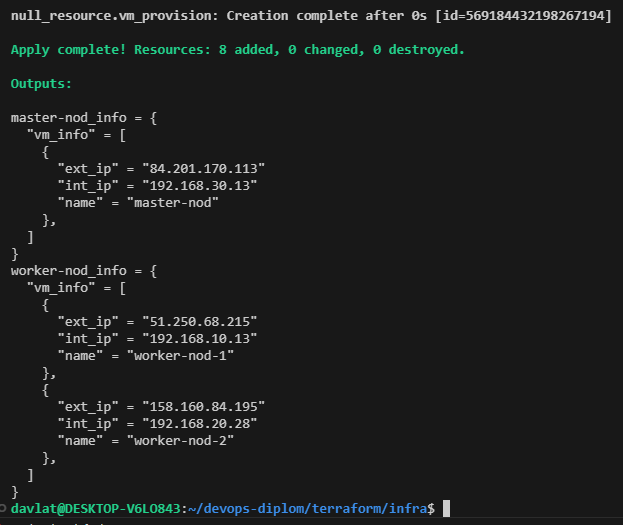 null_resource.vm_provision: Creation complete after 0s [id=569184432198267194]
Apply complete! Resources: 8 added, 0 changed, 0 destroyed.
Outputs:
master-nod_info = {
  "vm_info" = [
    {
      "ext_ip" = "84.201.170.113"
      "int_ip" = "192.168.30.13"
      "name" = "master-nod"
    },
  ]
}
worker-nod_info = {
  "vm_info" = [
    {
      "ext_ip" = "51.250.68.215"
      "int_ip" = "192.168.10.13"
      "name" = "worker-nod-1"
    },
    {
      "ext_ip" = "158.160.84.195"
      "int_ip" = "192.168.20.28"
      "name" = "worker-nod-2"
    },
  ]
}
davlat@DESKTOP-V6LO843:~/devops-diplom/terraform/infra$